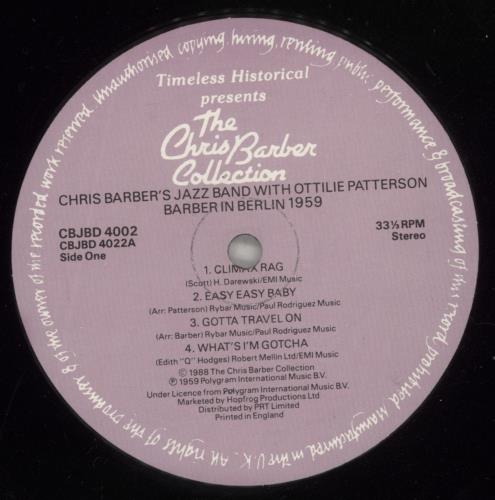 Timeless Historical
presents
The
Chris Barber
Collection
CHRIS BARBER'S JAZZ BAND WITH OTTILIE PATTERSON
BARBER IN BERLIN 1959
CBJBD 4002
CBJBD 4022A
Side One
33⅓ RPM
Stereo
1. CLIMAX RAG
(Scott) H. Darewski/EMI Music
2. EASY EASY BABY
(Arr: Patterson) Rybar Music/Paul Rodriguez Music
3. GOTTA TRAVEL ON
(Arr: Barber) Rybar Music/Paul Rodriguez Music
4. WHAT'S I'M GOTCHA
(Edith "Q" Hodges) Robert Mellin Ltd/EMI Music
© 1988 The Chris Barber Collection
℗ 1959 Polygram International Music B.V.
Under Licence from Polygram International Music B.V.
Marketed by Hopfrog Productions Ltd
Distributed by PRT Limited
Printed in England
All rights of the producer & of the owner of the recorded work reserved. Unauthorised copying, hiring, renting, public performance & broadcasting of this record prohibited. Manufactured in the U.K.